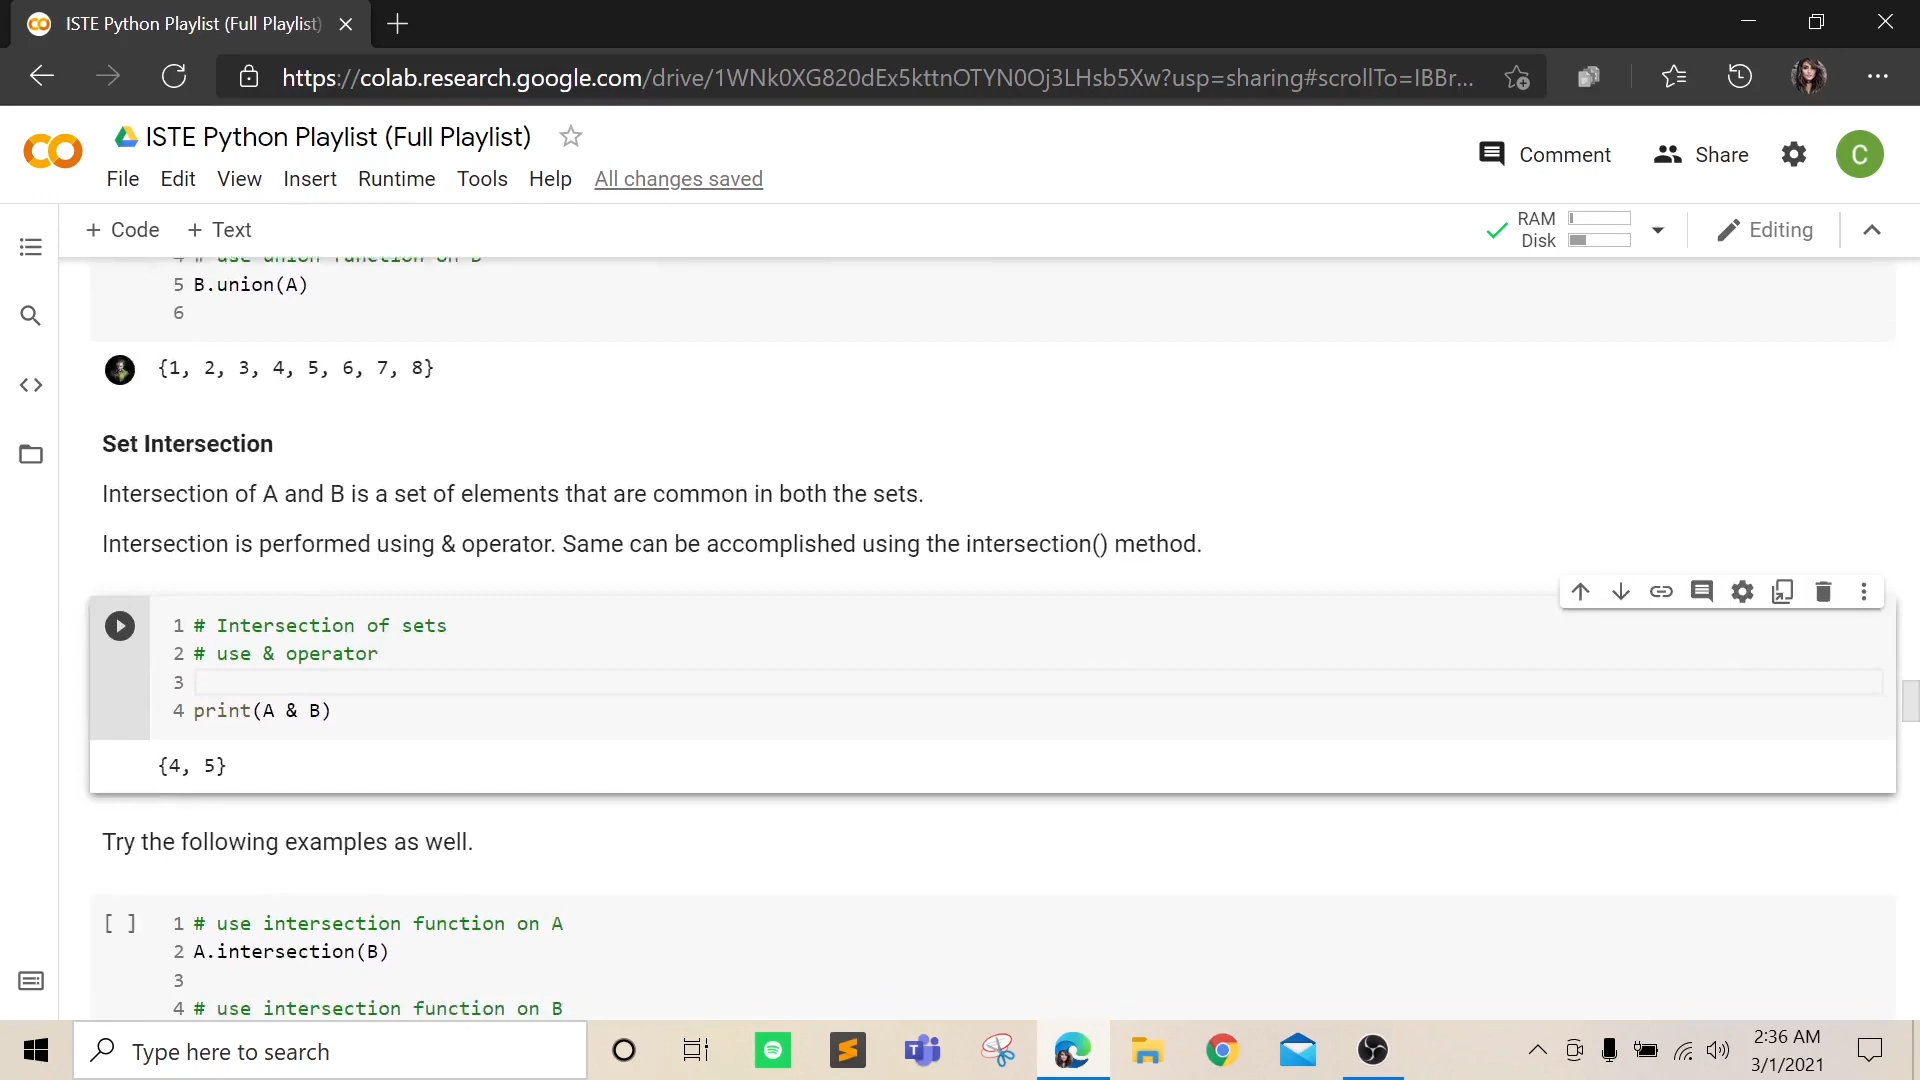 ISTE Python Playlist (Full Playlist)
https://colab.research.google.com/drive/1WNk0XG820dEx5kttnOTYN0Oj3LHsb5Xw?usp=sharing#scrollTo=IBBr...
ISTE Python Playlist (Full Playlist)
Comment
Share
C
File Edit View Insert Runtime Tools Help All changes saved
+ Code + Text
RAM
Disk
Editing
4 # use union function on B
5 B.union(A)
6
{1, 2, 3, 4, 5, 6, 7, 8}
Set Intersection
Intersection of A and B is a set of elements that are common in both the sets.
Intersection is performed using & operator. Same can be accomplished using the intersection() method.
1 # Intersection of sets
2 # use & operator
3
4 print(A & B)
{4, 5}
Try the following examples as well.
[ ] 1 # use intersection function on A
2 A.intersection(B)
3
4 # use intersection function on B
Type here to search
2:36 AM
3/1/2021